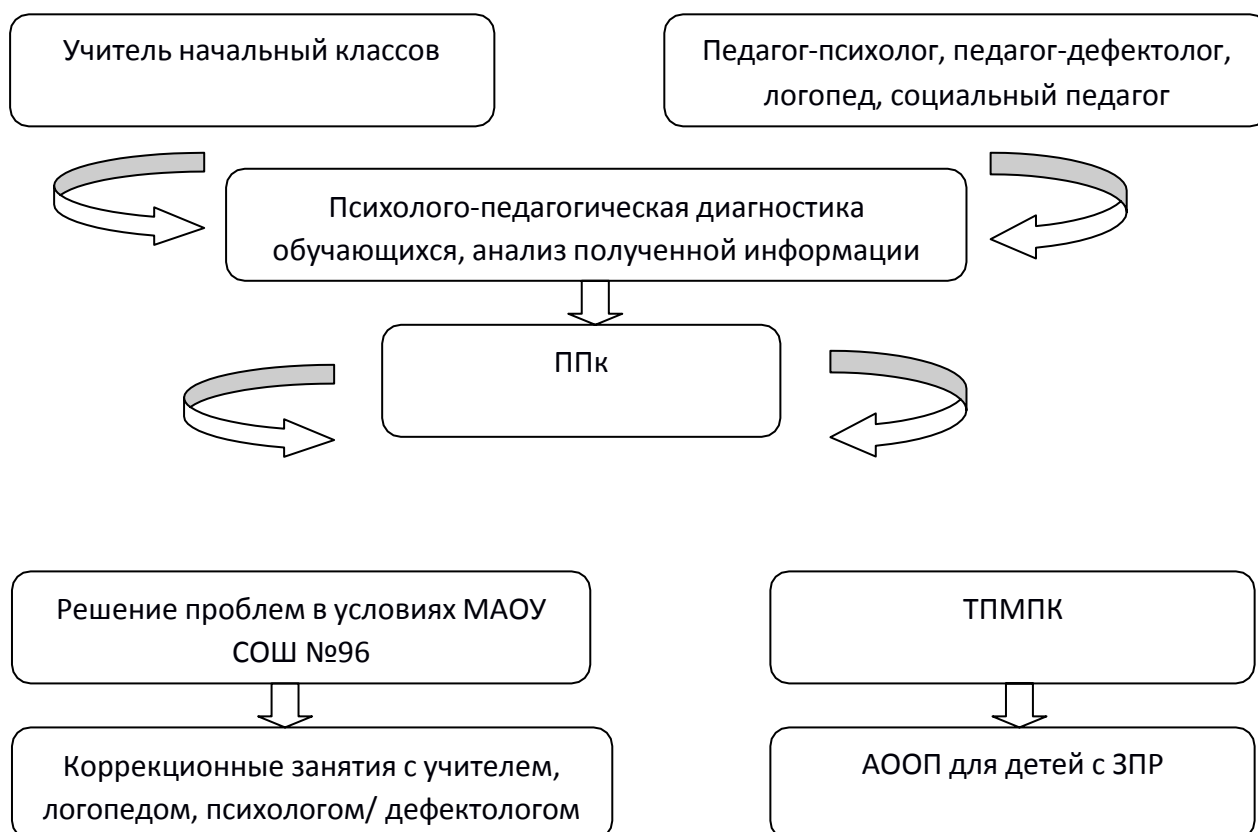 Учитель начальный классов
Педагог-психолог, педагог-дефектолог,
логопед, социальный педагог
Психолого-педагогическая диагностика
обучающихся, анализ полученной информации
ППк
Решение проблем в условиях МАОУ
СОШ №96
ТПМПК
Коррекционные занятия с учителем,
логопедом, психологом/ дефектологом
АООП для детей с ЗПР